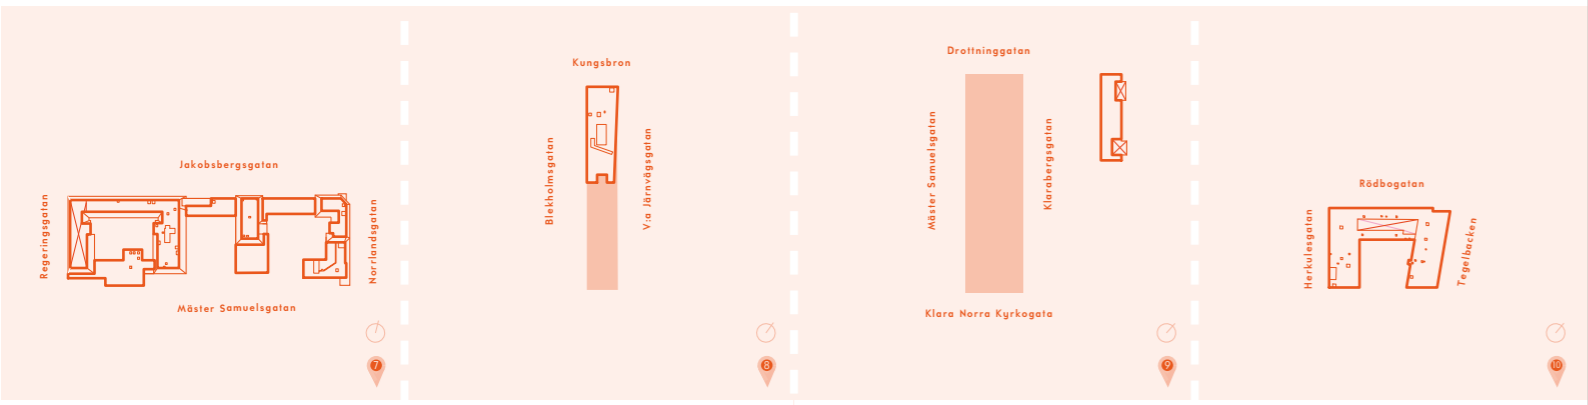 Jakobsbergsgatan
Regeringsgatan
Norrlandsgatan
Mäster Samuelsgatan
7
Kungsbron
Blekholmsgatan
V:a Järnvägsgatan
8
Drottninggatan
Mäster Samuelsgatan
Klarabergsgatan
Klara Norra Kyrkogata
9
Rödbogatan
Herkulesgatan
Tegelbacken
10